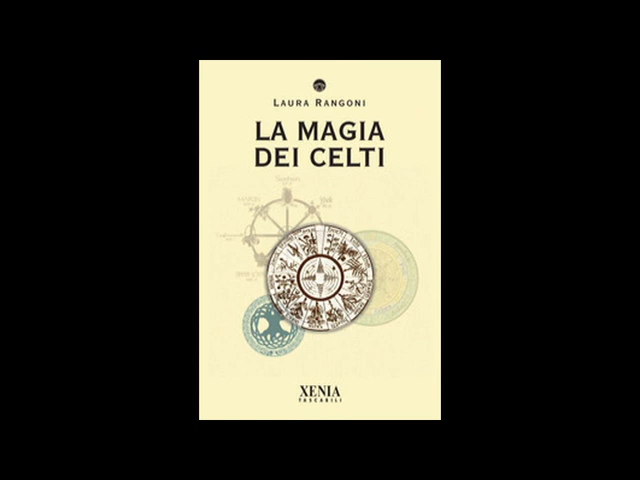 LAURA RANGONI
LA MAGIA
DEI CELTI
XENIA
TASCABILI